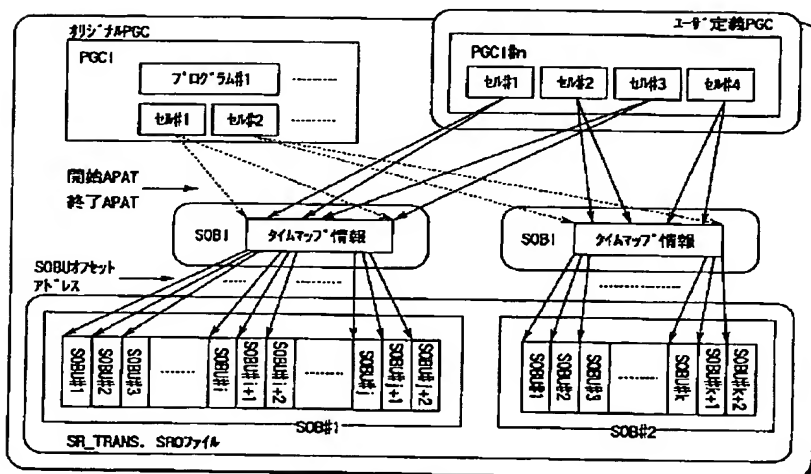 オリジナルPGC
PGCI
プログラム#1
セル#1 セル#2
ユーザ定義PGC
PGCI#n
セル#1 セル#2 セル#3 セル#4
開始APAT
終了APAT
SOBI
タイムマップ情報
SOBI
タイムマップ情報
SOBUオフセット
アドレス
SOBU#1
SOBU#2
SOBU#3
SOBU#i
SOBU#i+1
SOBU#i+2
SOBU#j
SOBU#j+1
SOBU#j+2
SOB#1
SOBU#1
SOBU#2
SOBU#3
SOBU#k
SOBU#k+1
SOBU#k+2
SOB#2
SR_TRANS. SROファイル